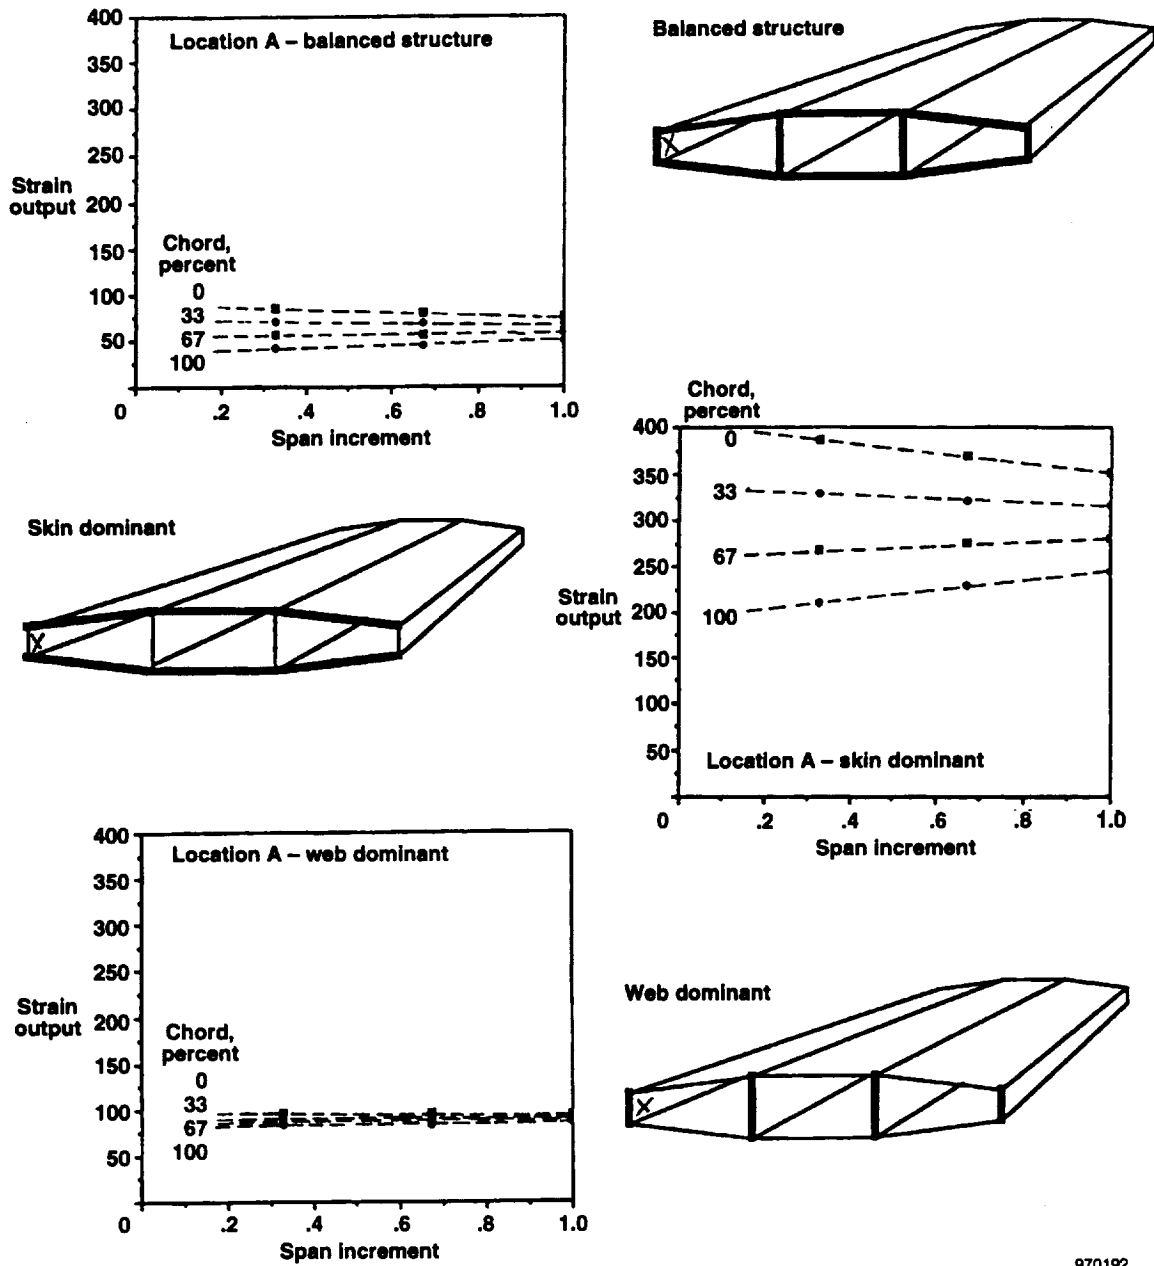 Location A – balanced structure
400
350
300
250
200
150
100
50
0
.2
.4
.6
.8
1.0
Strain
output
Chord,
percent
0
33
67
100
Span increment
Balanced structure
Skin dominant
Chord,
percent
0
33
67
100
400
350
300
250
200
150
100
50
0
.2
.4
.6
.8
1.0
Strain
output
Location A – skin dominant
Span increment
Location A – web dominant
400
350
300
250
200
150
100
50
0
.2
.4
.6
.8
1.0
Strain
output
Chord,
percent
0
33
67
100
Span increment
Web dominant
970192